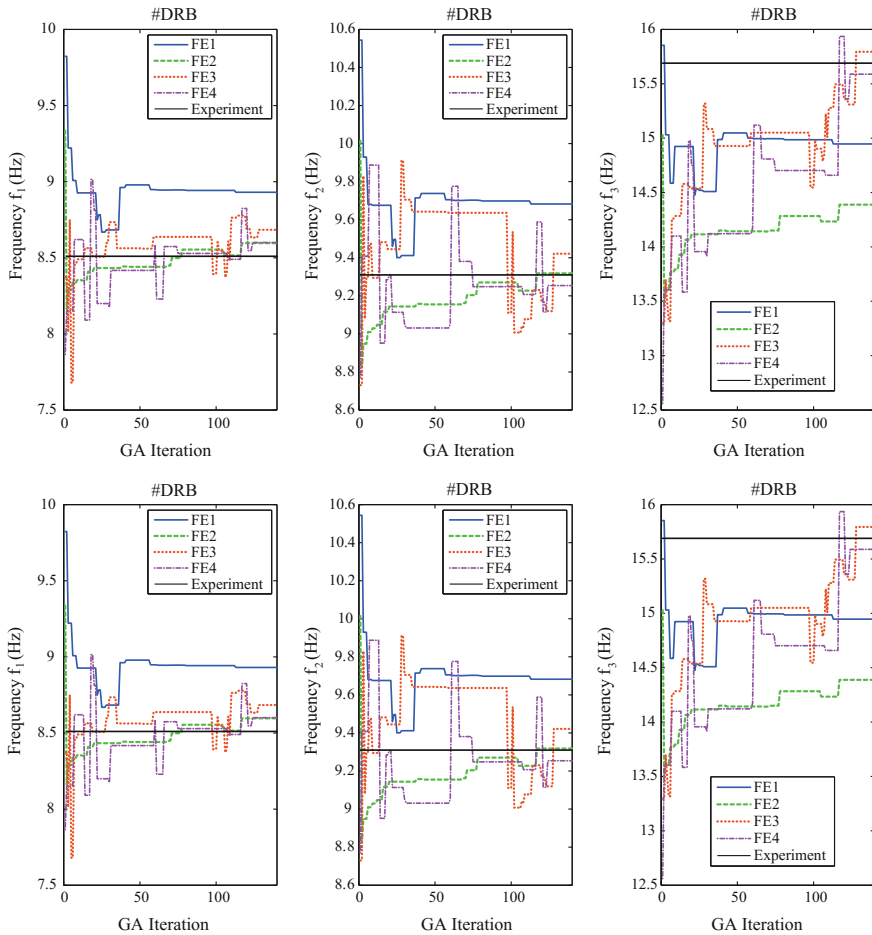 #DRB
10
9.5
9
8.5
8
7.5
0
50
100
Frequency f1 (Hz)
GA Iteration
FE1
FE2
FE3
FE4
Experiment
#DRB
10.6
10.4
10.2
10
9.8
9.6
9.4
9.2
9
8.8
8.6
0
50
100
Frequency f2 (Hz)
GA Iteration
FE1
FE2
FE3
FE4
Experiment
#DRB
16
15.5
15
14.5
14
13.5
13
12.5
0
50
100
Frequency f3 (Hz)
GA Iteration
FE1
FE2
FE3
FE4
Experiment
#DRB
10
9.5
9
8.5
8
7.5
0
50
100
Frequency f1 (Hz)
GA Iteration
FE1
FE2
FE3
FE4
Experiment
#DRB
10.6
10.4
10.2
10
9.8
9.6
9.4
9.2
9
8.8
8.6
0
50
100
Frequency f2 (Hz)
GA Iteration
FE1
FE2
FE3
FE4
Experiment
#DRB
16
15.5
15
14.5
14
13.5
13
12.5
0
50
100
Frequency f3 (Hz)
GA Iteration
FE1
FE2
FE3
FE4
Experiment